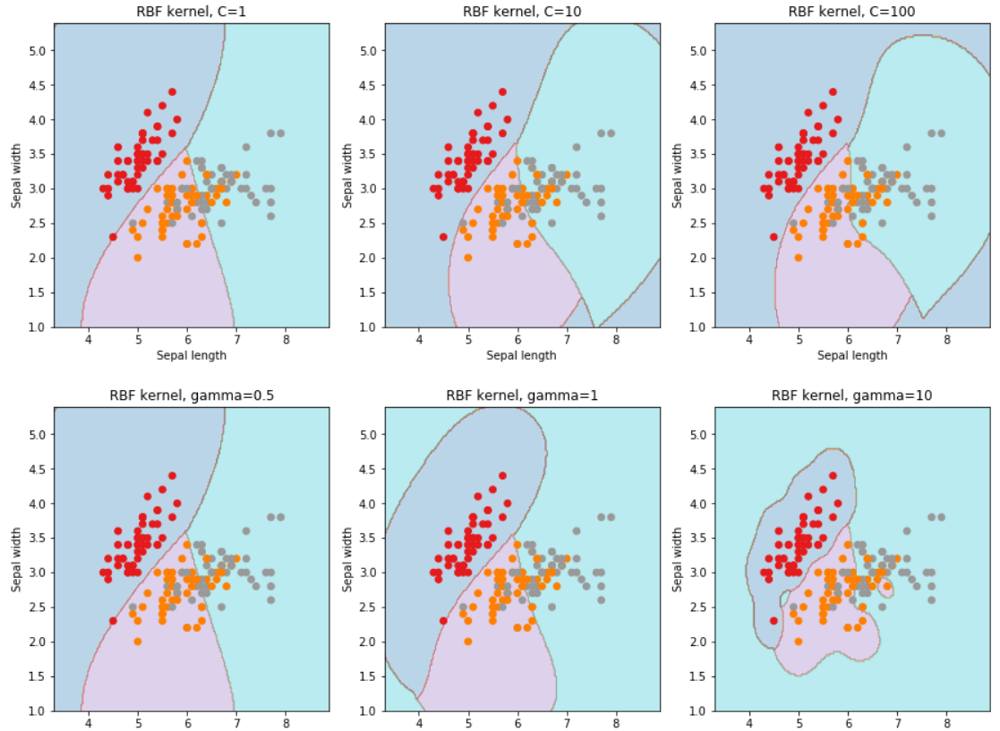 RBF kernel, C=1
RBF kernel, C=10
RBF kernel, C=100
5.0
4.5
4.0
3.5
3.0
2.5
2.0
1.5
1.0
Sepal width
4 5 6 7 8
Sepal length
5.0
4.5
4.0
3.5
3.0
2.5
2.0
1.5
1.0
Sepal width
4 5 6 7 8
Sepal length
5.0
4.5
4.0
3.5
3.0
2.5
2.0
1.5
1.0
Sepal width
4 5 6 7 8
Sepal length
RBF kernel, gamma=0.5
RBF kernel, gamma=1
RBF kernel, gamma=10
5.0
4.5
4.0
3.5
3.0
2.5
2.0
1.5
1.0
Sepal width
4 5 6 7 8
5.0
4.5
4.0
3.5
3.0
2.5
2.0
1.5
1.0
Sepal width
4 5 6 7 8
5.0
4.5
4.0
3.5
3.0
2.5
2.0
1.5
1.0
Sepal width
4 5 6 7 8